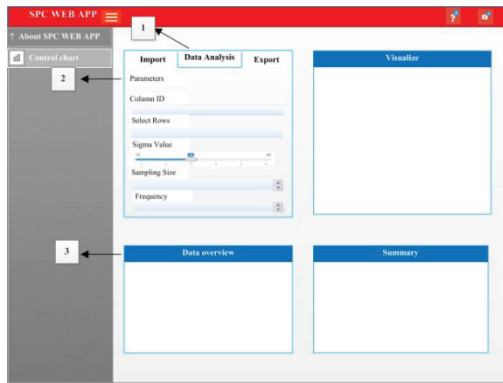 SPC WEB APP
1
? About SPC WEB APP
Control chart
2
Import Data Analysis Export
Parameters
Column ID
Select Rows
Sigma Value
Sampling Size
Frequency
Visualize
3
Data overview
Summary